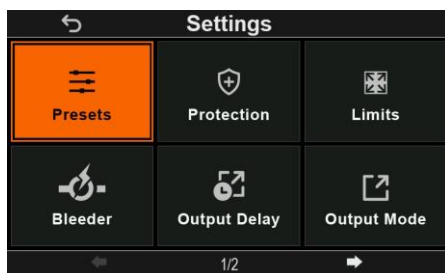 Settings
Presets
Protection
Limits
Bleeder
Output Delay
Output Mode
1/2